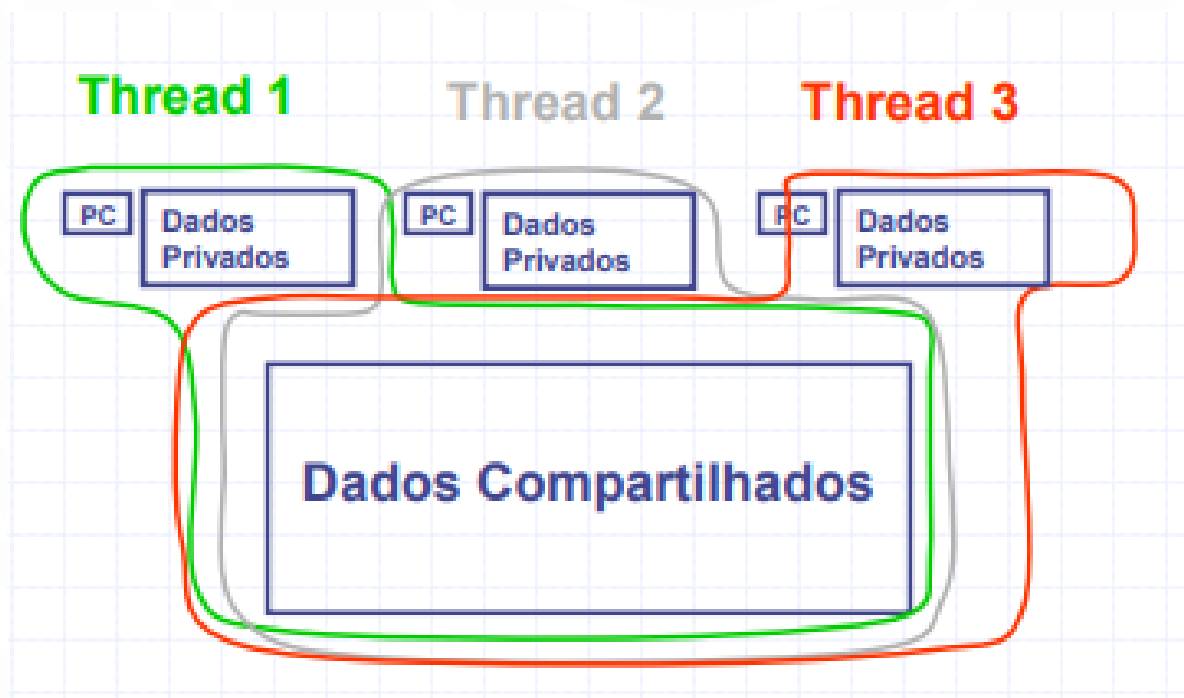 Thread 1
Thread 2
Thread 3
PC
Dados
Privados
PC
Dados
Privados
PC
Dados
Privados
Dados Compartilhados